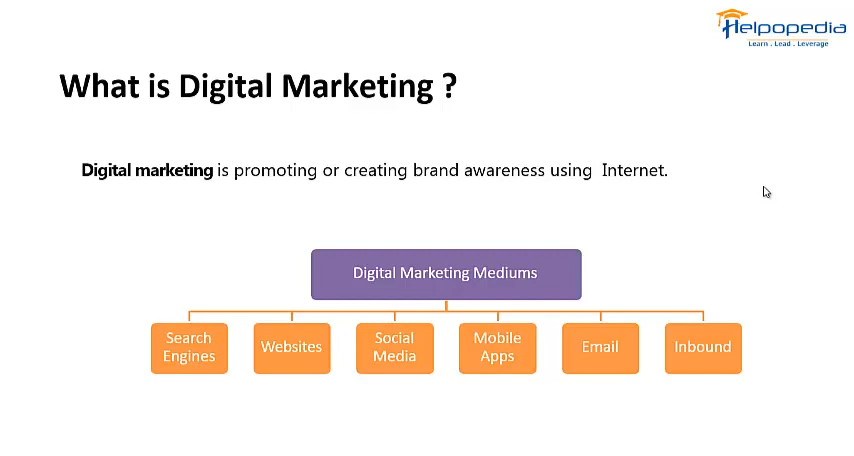 Helpopedia
Learn . Lead . Leverage
What is Digital Marketing ?
Digital marketing is promoting or creating brand awareness using  Internet.
Digital Marketing Mediums
Search
Engines
Websites
Social
Media
Mobile
Apps
Email
Inbound